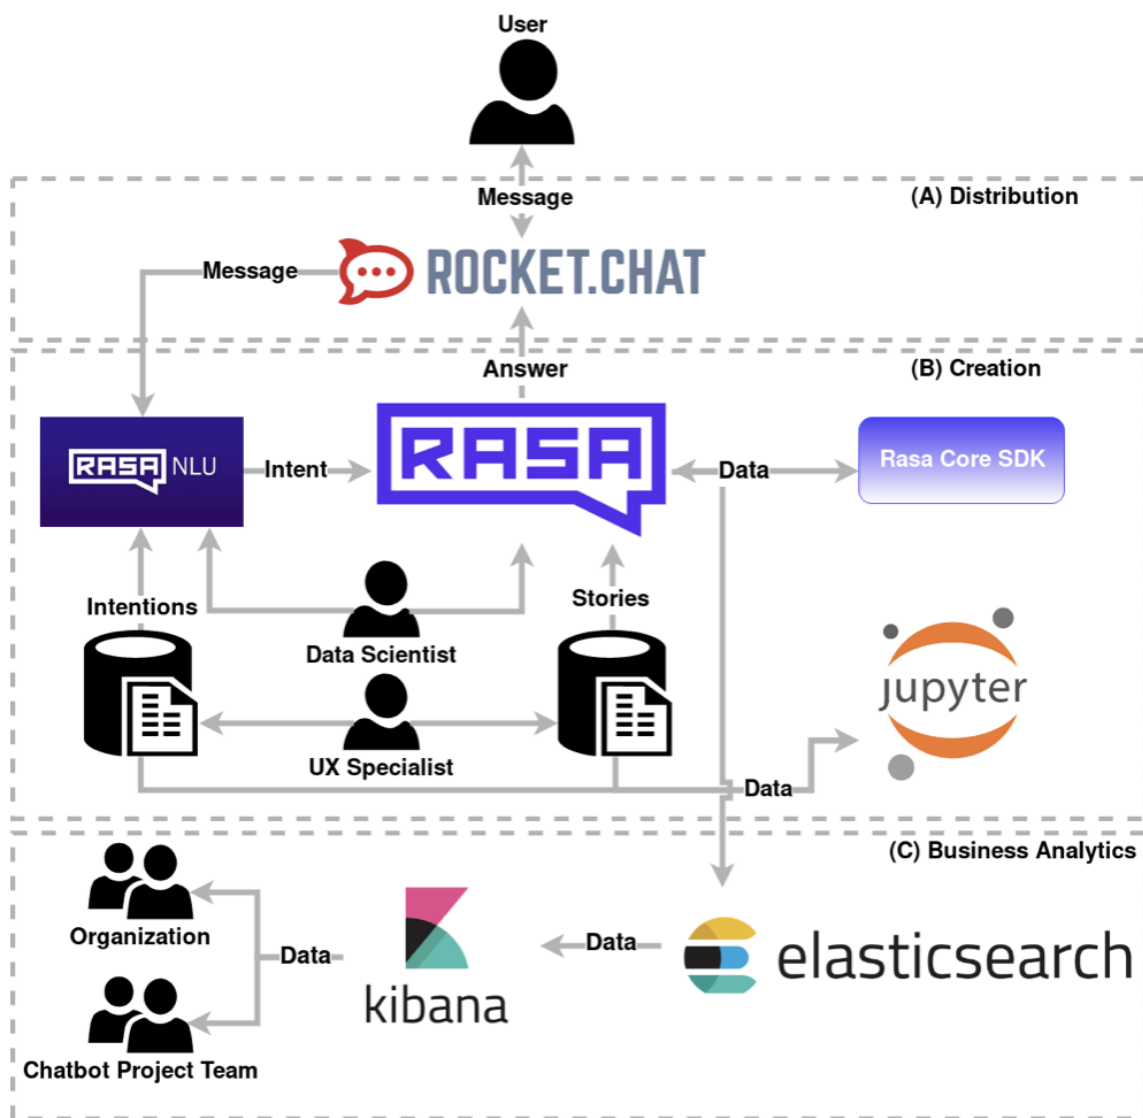 User
Message
(A) Distribution
Message
ROCKET.CHAT
Answer
(B) Creation
RASA NLU
Intent
RASA
Data
Rasa Core SDK
Intentions
Stories
Data Scientist
jupyter
UX Specialist
Data
(C) Business Analytics
Organization
Data
kibana
Data
elasticsearch
Chatbot Project Team